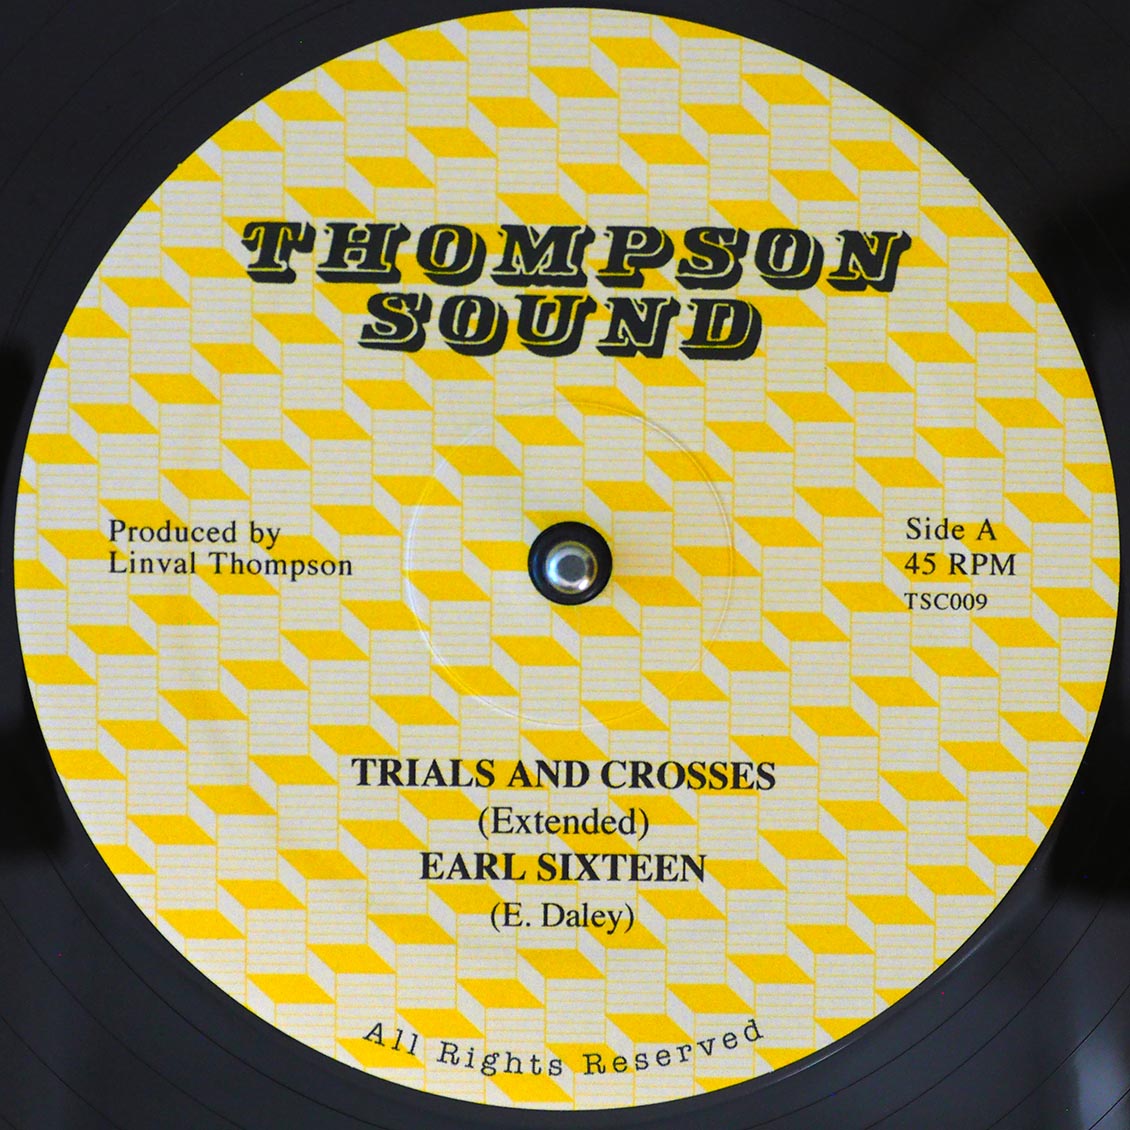 THOMPSON
SOUND
Produced by
Linval Thompson
Side A
45 RPM
TSC009
TRIALS AND CROSSES
(Extended)
EARL SIXTEEN
(E. Daley)
All Rights Reserved